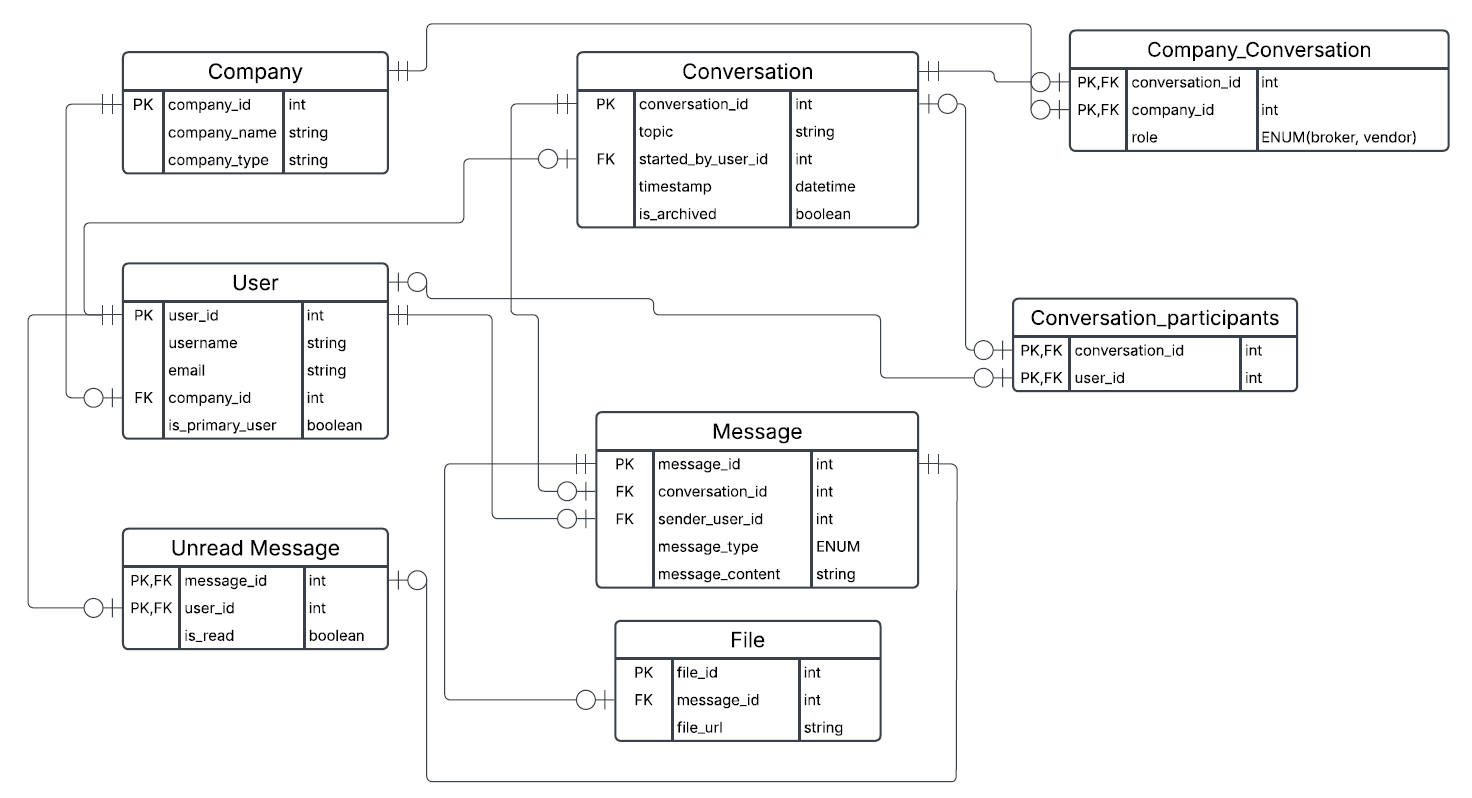 Company
PK company_id int
company_name string
company_type string
Conversation
PK conversation_id int
topic string
FK started_by_user_id int
timestamp datetime
is_archived boolean
Company_Conversation
PK,FK conversation_id int
PK,FK company_id int
role ENUM(broker, vendor)
User
PK user_id int
username string
email string
FK company_id int
is_primary_user boolean
Conversation_participants
PK,FK conversation_id int
PK,FK user_id int
Message
PK message_id int
FK conversation_id int
FK sender_user_id int
message_type ENUM
message_content string
Unread Message
PK,FK message_id int
PK,FK user_id int
is_read boolean
File
PK file_id int
FK message_id int
file_url string